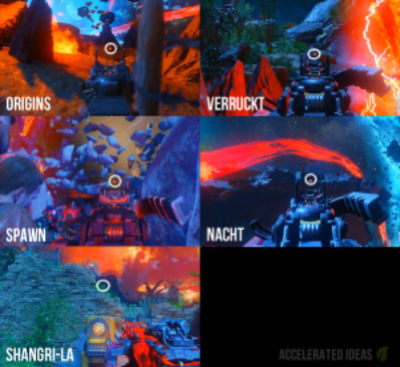 ORIGINS
VERRUCKT
SPAWN
NACHT
SHANGRI-LA
ACCELERATED IDEAS